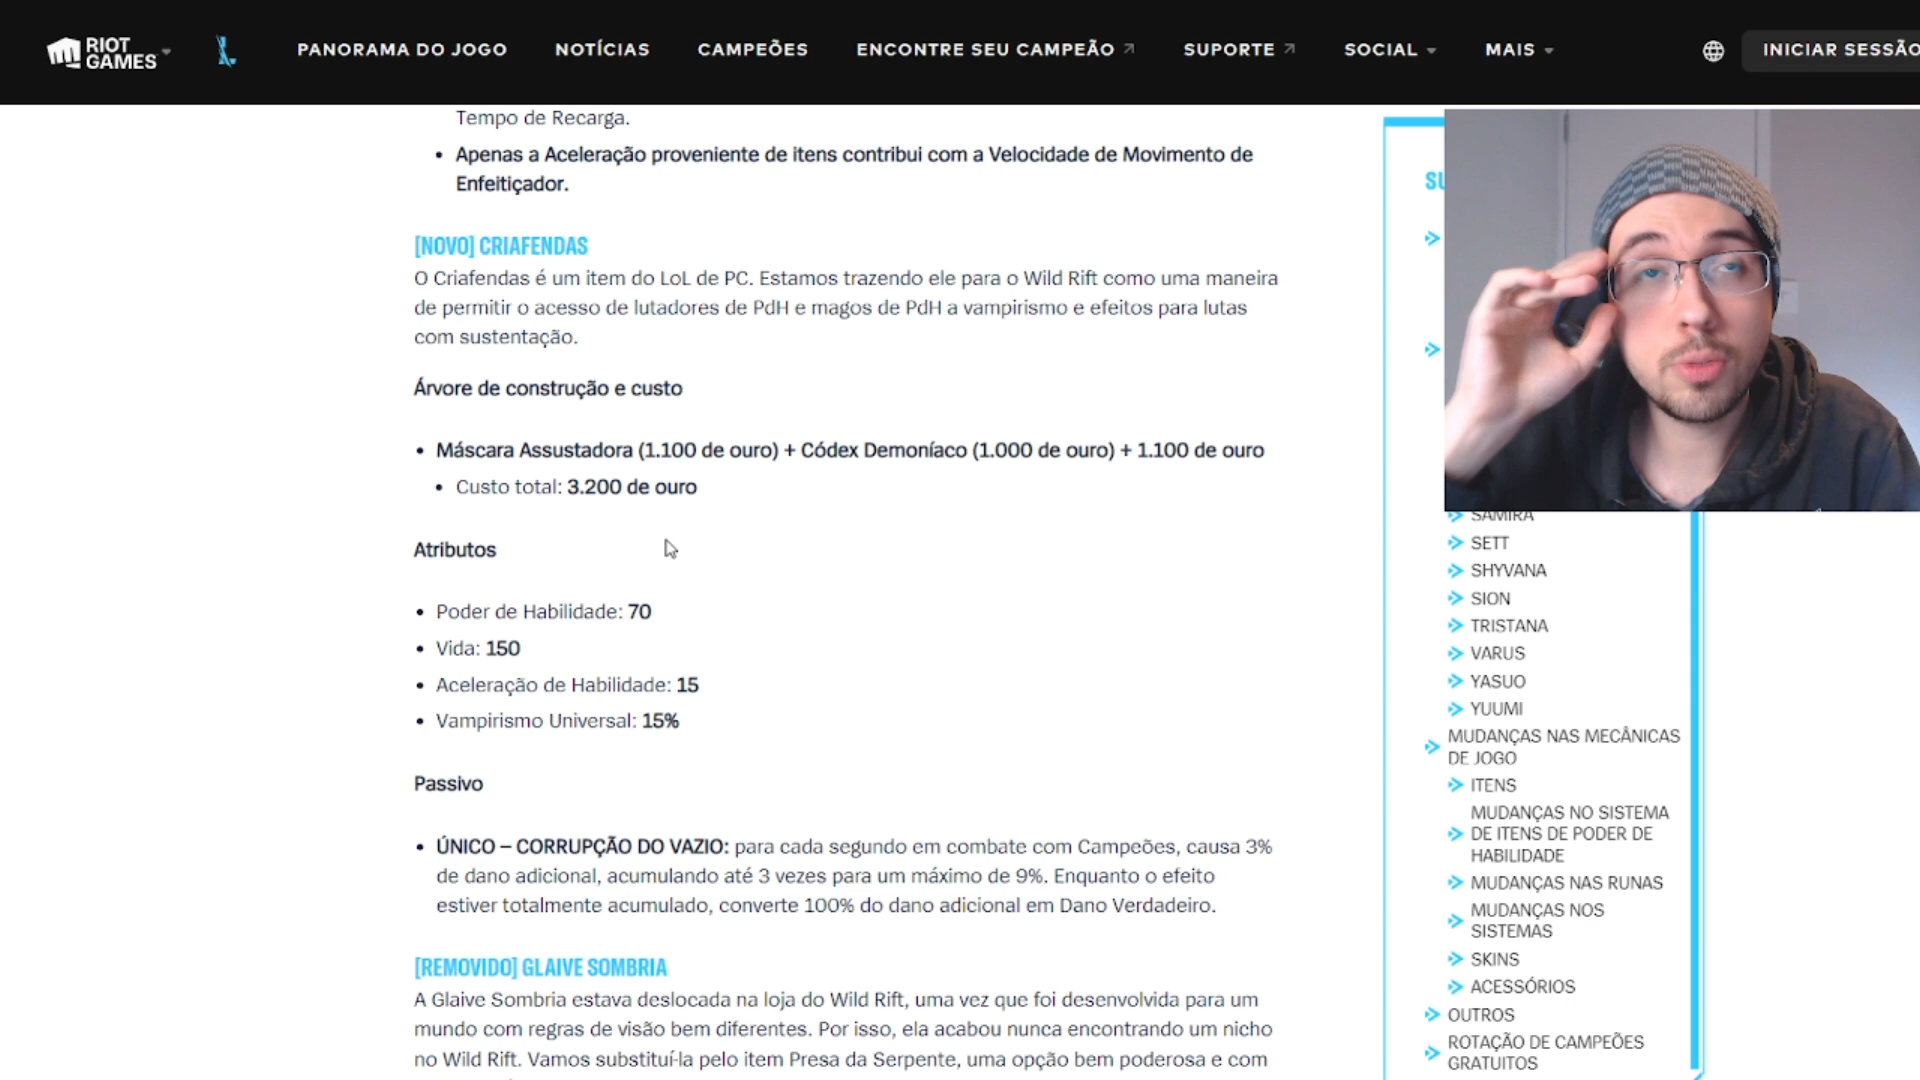 RIOT GAMES
PANORAMA DO JOGO
NOTÍCIAS
CAMPEÕES
ENCONTRE SEU CAMPEÃO
SUPORTE
SOCIAL
MAIS
INICIAR SESSÃO
Tempo de Recarga.
• Apenas a Aceleração proveniente de itens contribui com a Velocidade de Movimento de
Enfeitiçador.
[NOVO] CRIAFENDAS
O Criafendas é um item do LoL de PC. Estamos trazendo ele para o Wild Rift como uma maneira
de permitir o acesso de lutadores de PdH e magos de PdH a vampirismo e efeitos para lutas
com sustentação.
Árvore de construção e custo
• Máscara Assustadora (1.100 de ouro) + Códex Demoníaco (1.000 de ouro) + 1.100 de ouro
• Custo total: 3.200 de ouro
Atributos
• Poder de Habilidade: 70
• Vida: 150
• Aceleração de Habilidade: 15
• Vampirismo Universal: 15%
Passivo
• ÚNICO – CORRUPÇÃO DO VAZIO: para cada segundo em combate com Campeões, causa 3%
de dano adicional, acumulando até 3 vezes para um máximo de 9%. Enquanto o efeito
estiver totalmente acumulado, converte 100% do dano adicional em Dano Verdadeiro.
[REMOVIDO] GLAIVE SOMBRIA
A Glaive Sombria estava deslocada na loja do Wild Rift, uma vez que foi desenvolvida para um
mundo com regras de visão bem diferentes. Por isso, ela acabou nunca encontrando um nicho
no Wild Rift. Vamos substituí-la pelo item Presa da Serpente, uma opção bem poderosa e com
SU
SAMIRA
SETT
SHYVANA
SION
TRISTANA
VARUS
YASUO
YUUMI
MUDANÇAS NAS MECÂNICAS
DE JOGO
ITENS
MUDANÇAS NO SISTEMA
DE ITENS DE PODER DE
HABILIDADE
MUDANÇAS NAS RUNAS
MUDANÇAS NOS
SISTEMAS
SKINS
ACESSÓRIOS
OUTROS
ROTAÇÃO DE CAMPEÕES
GRATUITOS